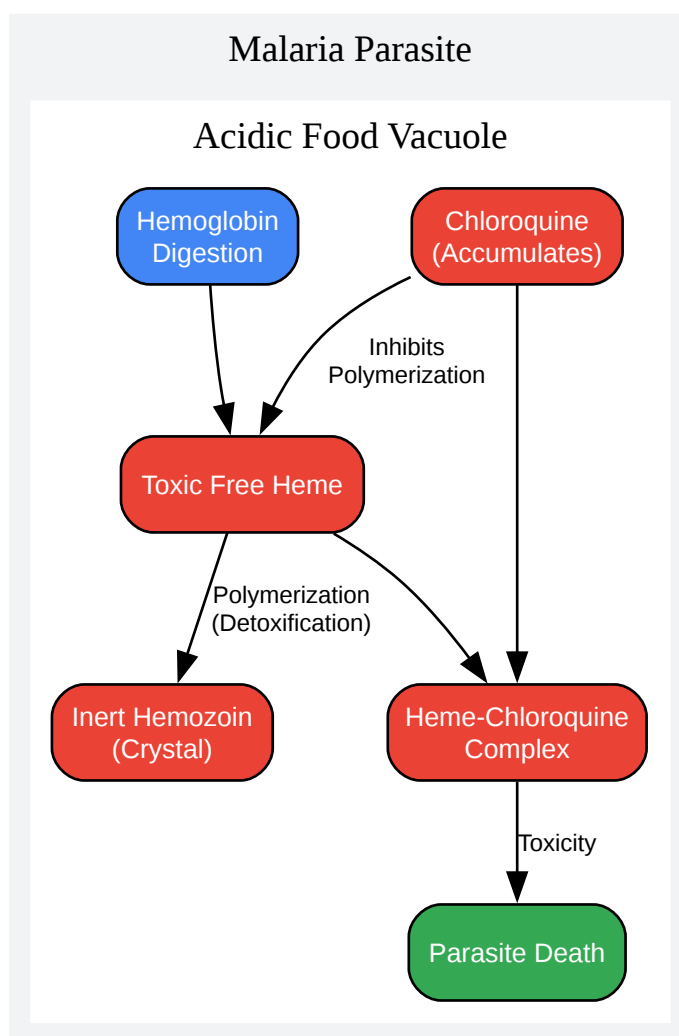 Malaria Parasite
Acidic Food Vacuole
Hemoglobin
Digestion
Chloroquine
(Accumulates)
Inhibits
Polymerization
Toxic Free Heme
Polymerization
(Detoxification)
Inert Hemozoin
(Crystal)
Heme-Chloroquine
Complex
Toxicity
Parasite Death